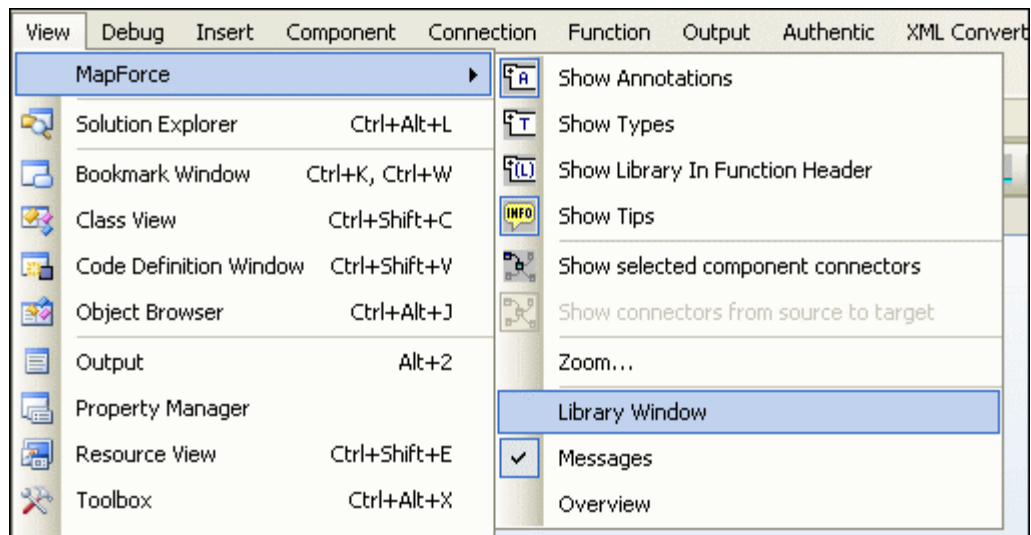 View Debug Insert Component Connection Function Output Authentic XML Convert
MapForce
Solution Explorer Ctrl+Alt+L
Bookmark Window Ctrl+K, Ctrl+W
Class View Ctrl+Shift+C
Code Definition Window Ctrl+Shift+V
Object Browser Ctrl+Alt+J
Output Alt+2
Property Manager
Resource View Ctrl+Shift+E
Toolbox Ctrl+Alt+X
A Show Annotations
T Show Types
(L) Show Library In Function Header
INFO Show Tips
Show selected component connectors
Show connectors from source to target
Zoom...
Library Window
Messages
Overview